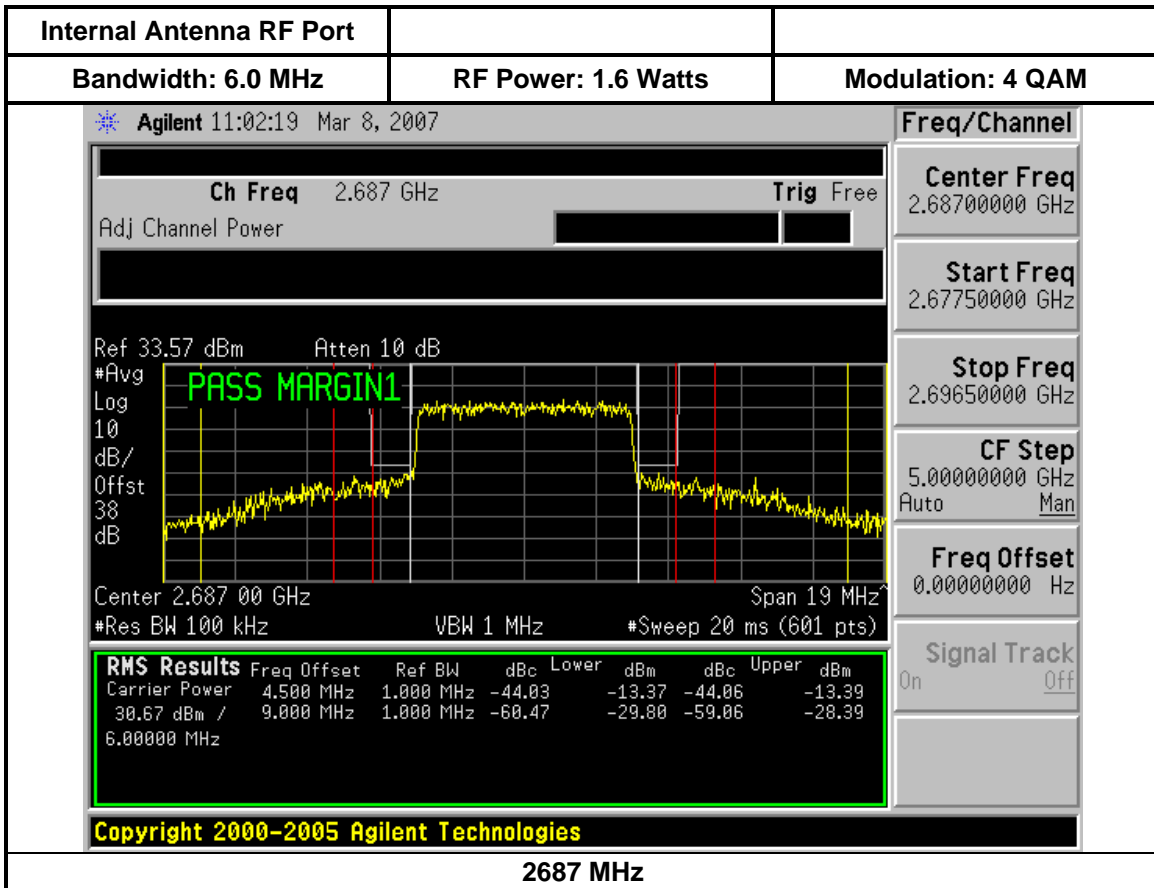 Internal Antenna RF Port
Bandwidth: 6.0 MHz RF Power: 1.6 Watts Modulation: 4 QAM
Agilent 11:02:19 Mar 8, 2007 Freq/Channel
Ch Freq 2.687 GHz Trig Free
Adj Channel Power
Center Freq
2.68700000 GHz
Start Freq
2.67750000 GHz
Stop Freq
2.69650000 GHz
CF Step
5.00000000 GHz
Auto Man
Freq Offset
0.00000000 Hz
Signal Track
On Off
Ref 33.57 dBm Atten 10 dB
#Avg
Log
10
dB/
Offst
38
dB
PASS MARGIN1
Center 2.687 00 GHz Span 19 MHz^
#Res BW 100 kHz VBW 1 MHz #Sweep 20 ms (601 pts)
RMS Results Freq Offset Ref BW dBc Lower dBm dBc Upper dBm
Carrier Power 4.500 MHz 1.000 MHz -44.03 -13.37 -44.06 -13.39
30.67 dBm / 9.000 MHz 1.000 MHz -60.47 -29.80 -59.06 -28.39
6.00000 MHz
Copyright 2000-2005 Agilent Technologies
2687 MHz